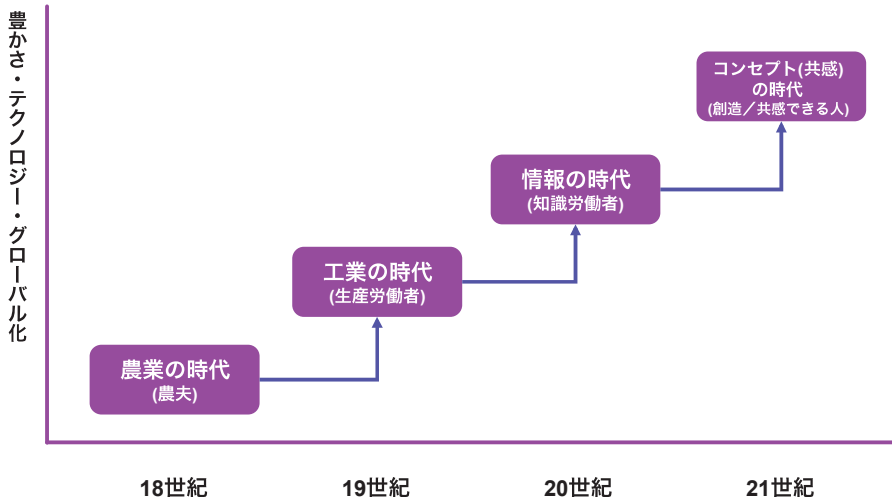 豊かさ・テクノロジー・グローバル化
コンセプト(共感)
の時代
(創造／共感できる人)
情報の時代
(知識労働者)
工業の時代
(生産労働者)
農業の時代
(農夫)
18世紀
19世紀
20世紀
21世紀